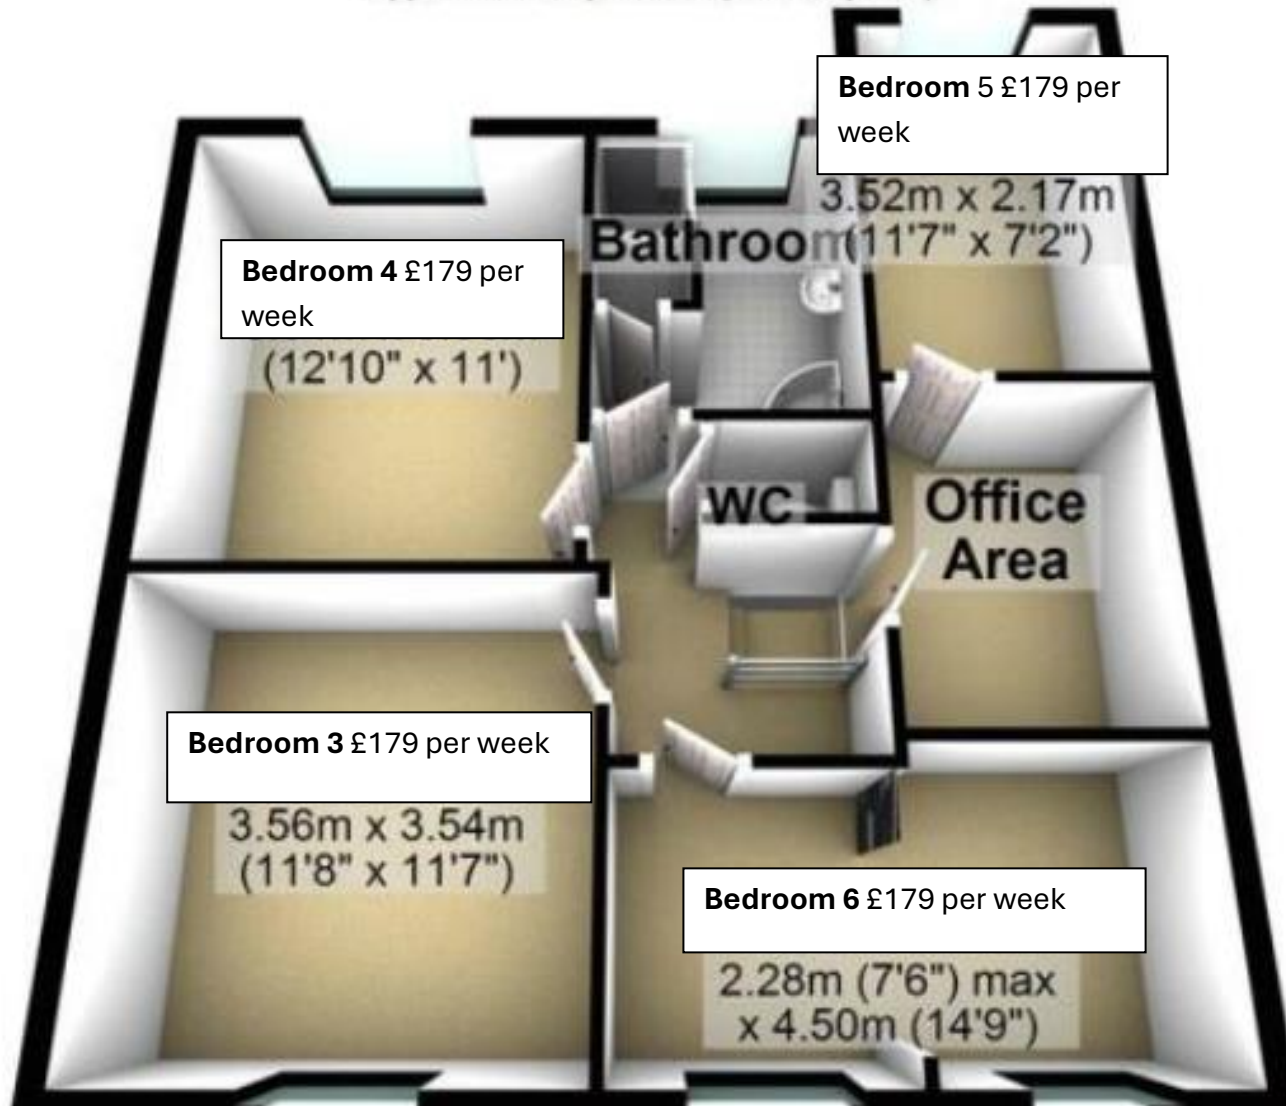 Bedroom 5 £179 per
week
3.52m x 2.17m
(11'7" x 7'2")
Bathroom
Bedroom 4 £179 per
week
(12'10" x 11')
WC
Office
Area
Bedroom 3 £179 per week
3.56m x 3.54m
(11'8" x 11'7")
Bedroom 6 £179 per week
2.28m (7'6") max
x 4.50m (14'9")